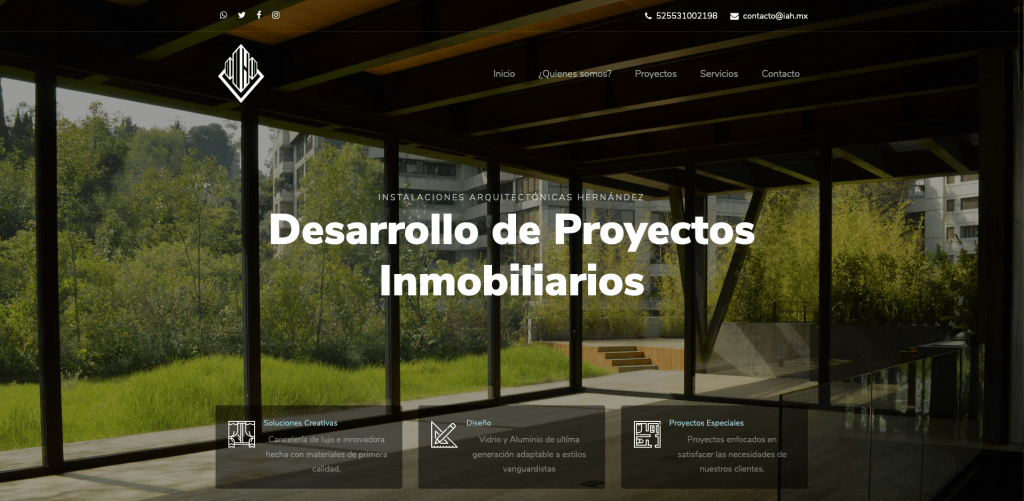 525531002198 contacto@iah.mx
Inicio ¿Quienes somos? Proyectos Servicios Contacto
INSTALACIONES ARQUITECTÓNICAS HERNÁNDEZ
Desarrollo de Proyectos
Inmobiliarios
Soluciones Creativas
Cancelería de lujo e innovadora
hecha con materiales de primera
calidad.
Diseño
Vidrio y Aluminio de ultíma
generación adaptable a estilos
vanguardistas
Proyectos Especiales
Proyectos enfocados en
satisfacer las necesidades de
nuestros clientes.